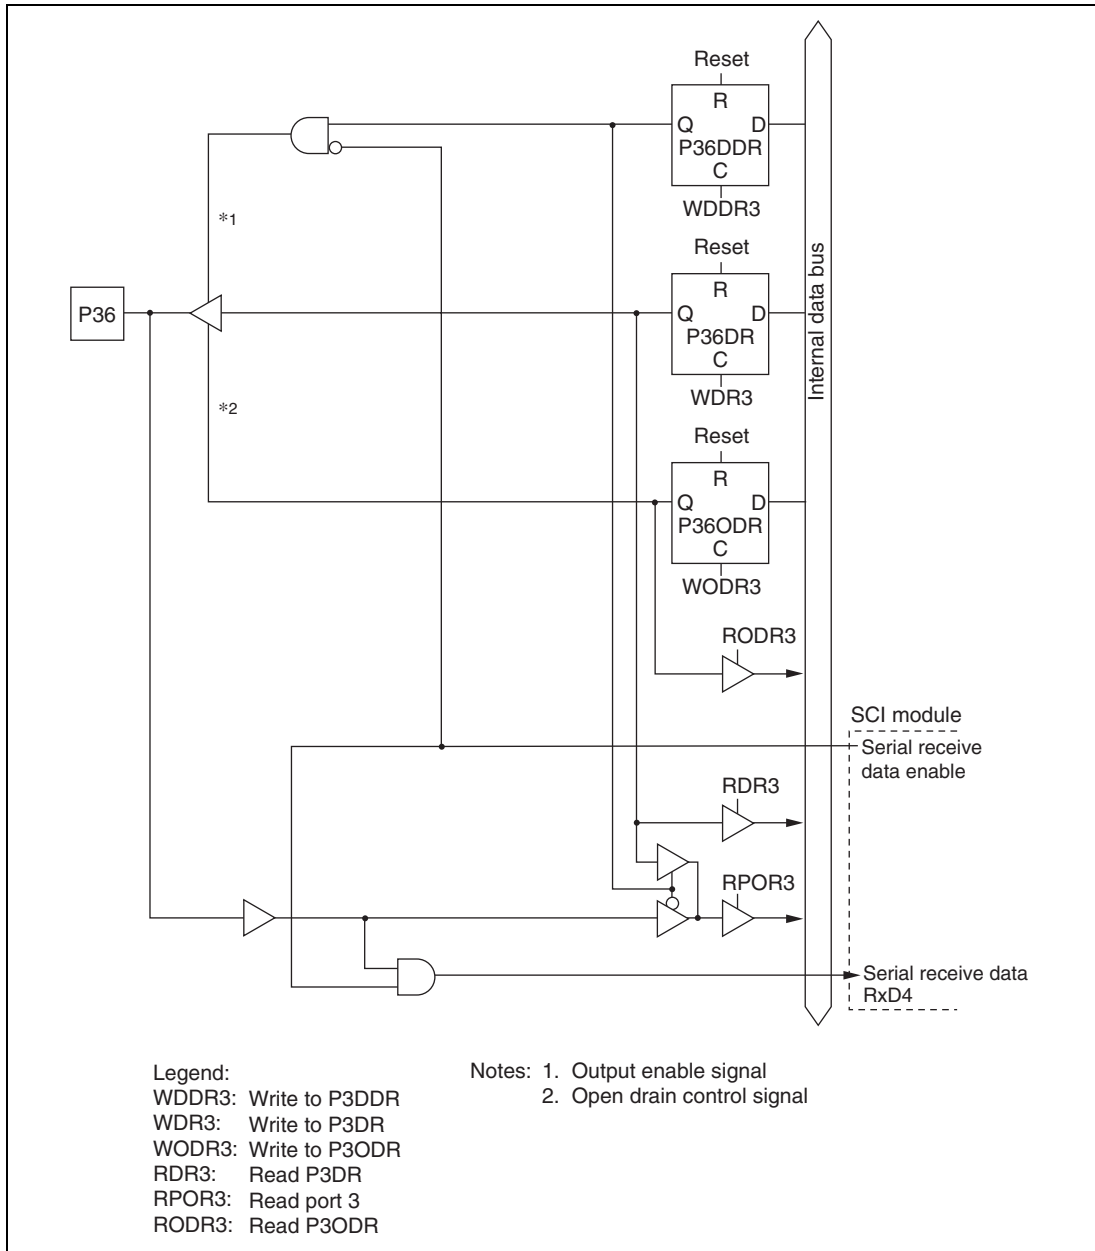 Reset
R
Q D
P36DDR
C
WDDR3
*1
Reset
R
P36
Q D
P36DR
C
WDR3
Internal data bus
*2
Reset
R
Q D
P36ODR
C
WODR3
RODR3
SCI module
Serial receive
data enable
RDR3
RPOR3
Serial receive data
RxD4
Legend:
WDDR3: Write to P3DDR
WDR3: Write to P3DR
WODR3: Write to P3ODR
RDR3: Read P3DR
RPOR3: Read port 3
RODR3: Read P3ODR
Notes: 1. Output enable signal
2. Open drain control signal